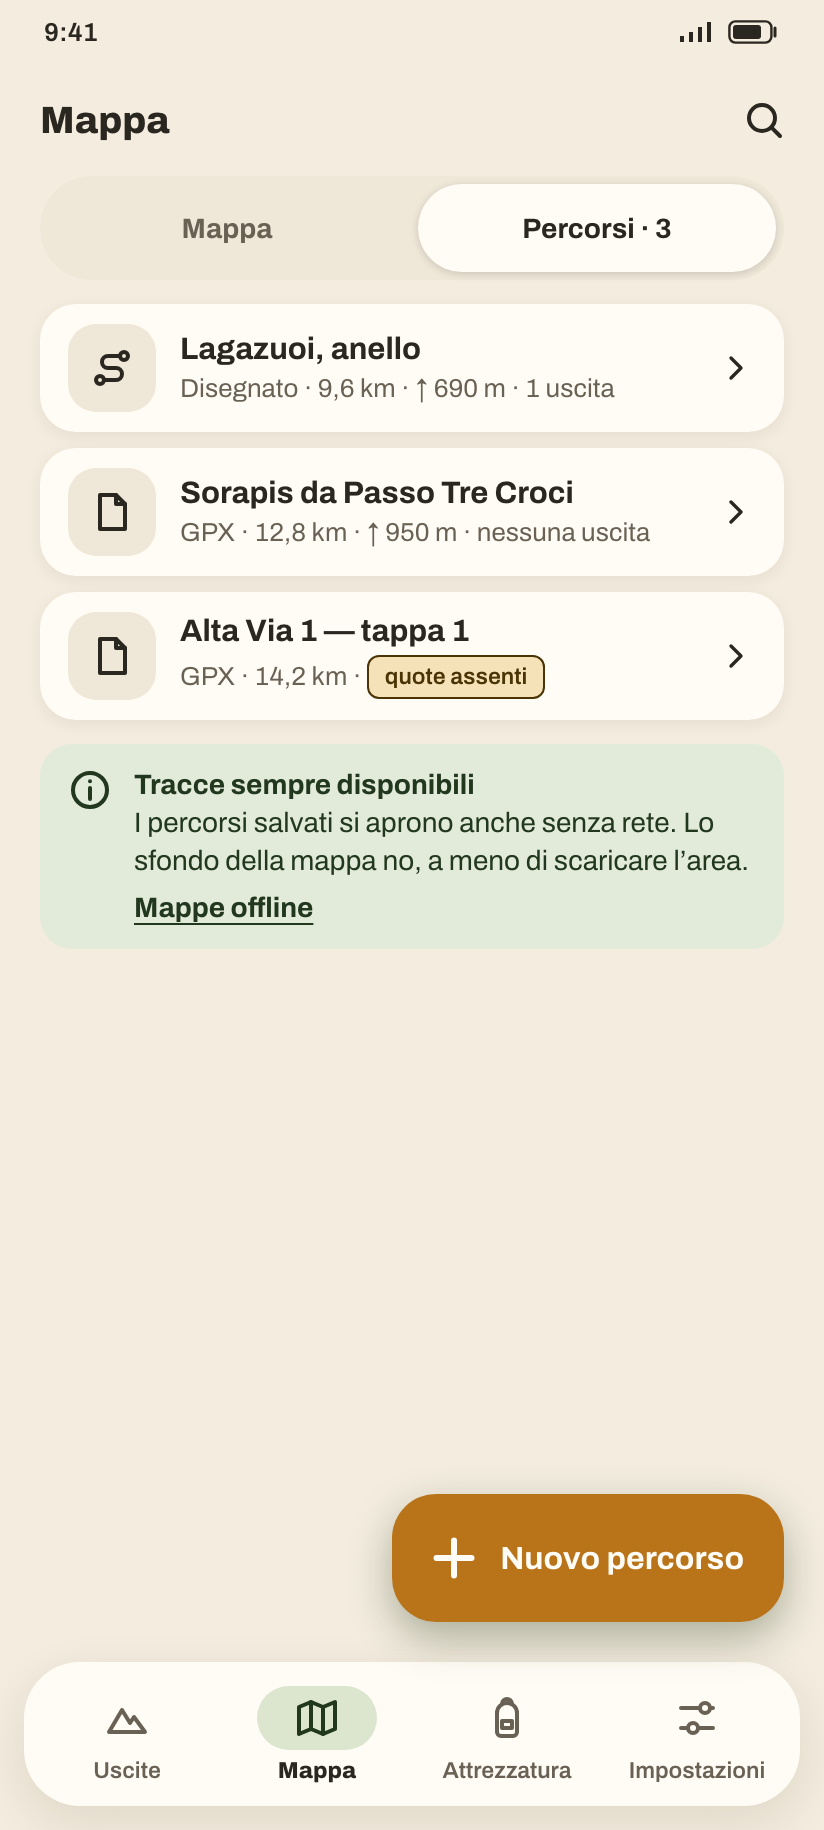 9:41
Mappa
Mappa
Percorsi · 3
Lagazuoi, anello
Disegnato · 9,6 km · ↑ 690 m · 1 uscita
Sorapis da Passo Tre Croci
GPX · 12,8 km · ↑ 950 m · nessuna uscita
Alta Via 1 — tappa 1
GPX · 14,2 km · quote assenti
Tracce sempre disponibili
I percorsi salvati si aprono anche senza rete. Lo
sfondo della mappa no, a meno di scaricare l’area.
Mappe offline
Nuovo percorso
Uscite
Mappa
Attrezzatura
Impostazioni